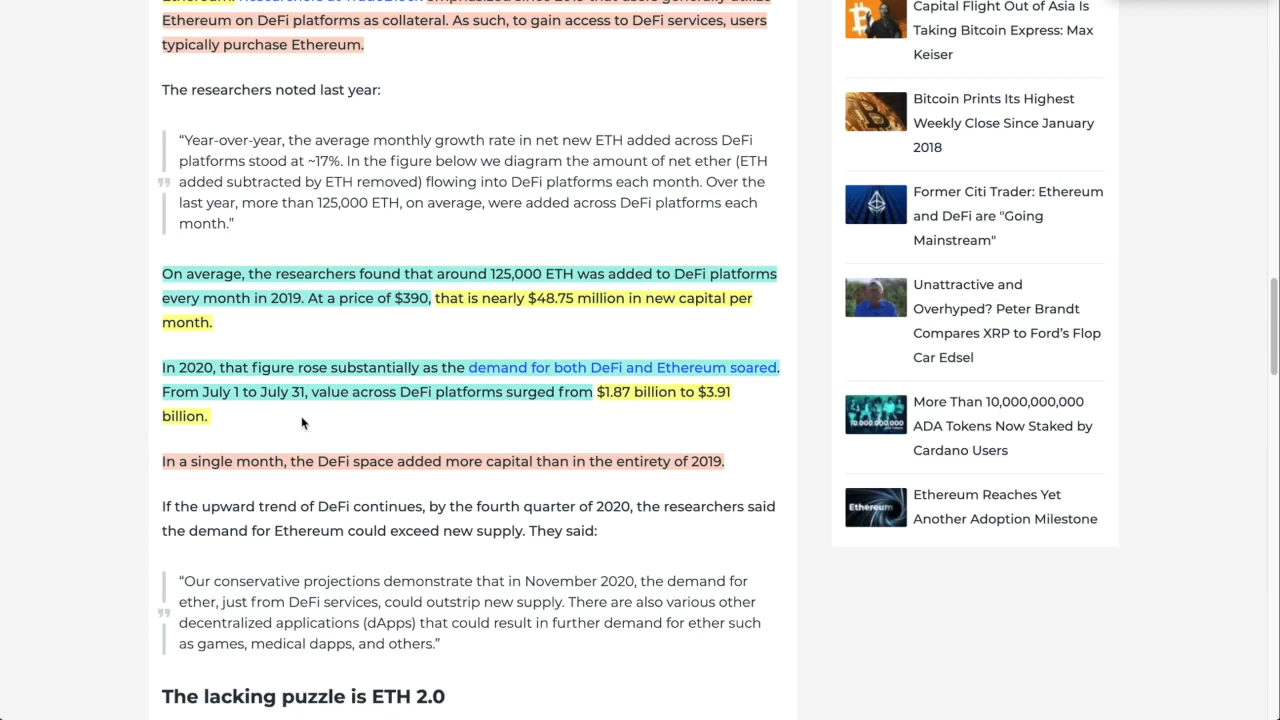 Ethereum on DeFi platforms as collateral. As such, to gain access to DeFi services, users
typically purchase Ethereum.
The researchers noted last year:
“Year-over-year, the average monthly growth rate in net new ETH added across DeFi
platforms stood at ~17%. In the figure below we diagram the amount of net ether (ETH
added subtracted by ETH removed) flowing into DeFi platforms each month. Over the
last year, more than 125,000 ETH, on average, were added across DeFi platforms each
month.”
On average, the researchers found that around 125,000 ETH was added to DeFi platforms
every month in 2019. At a price of $390, that is nearly $48.75 million in new capital per
month.
In 2020, that figure rose substantially as the demand for both DeFi and Ethereum soared.
From July 1 to July 31, value across DeFi platforms surged from $1.87 billion to $3.91
billion.
In a single month, the DeFi space added more capital than in the entirety of 2019.
If the upward trend of DeFi continues, by the fourth quarter of 2020, the researchers said
the demand for Ethereum could exceed new supply. They said:
“Our conservative projections demonstrate that in November 2020, the demand for
ether, just from DeFi services, could outstrip new supply. There are also various other
decentralized applications (dApps) that could result in further demand for ether such
as games, medical dapps, and others.”
The lacking puzzle is ETH 2.0
Capital Flight Out of Asia Is
Taking Bitcoin Express: Max
Keiser
Bitcoin Prints Its Highest
Weekly Close Since January
2018
Former Citi Trader: Ethereum
and DeFi are "Going
Mainstream"
Unattractive and
Overhyped? Peter Brandt
Compares XRP to Ford’s Flop
Car Edsel
10,000,000,000
More Than 10,000,000,000
ADA Tokens Now Staked by
Cardano Users
Ethereum
Ethereum Reaches Yet
Another Adoption Milestone